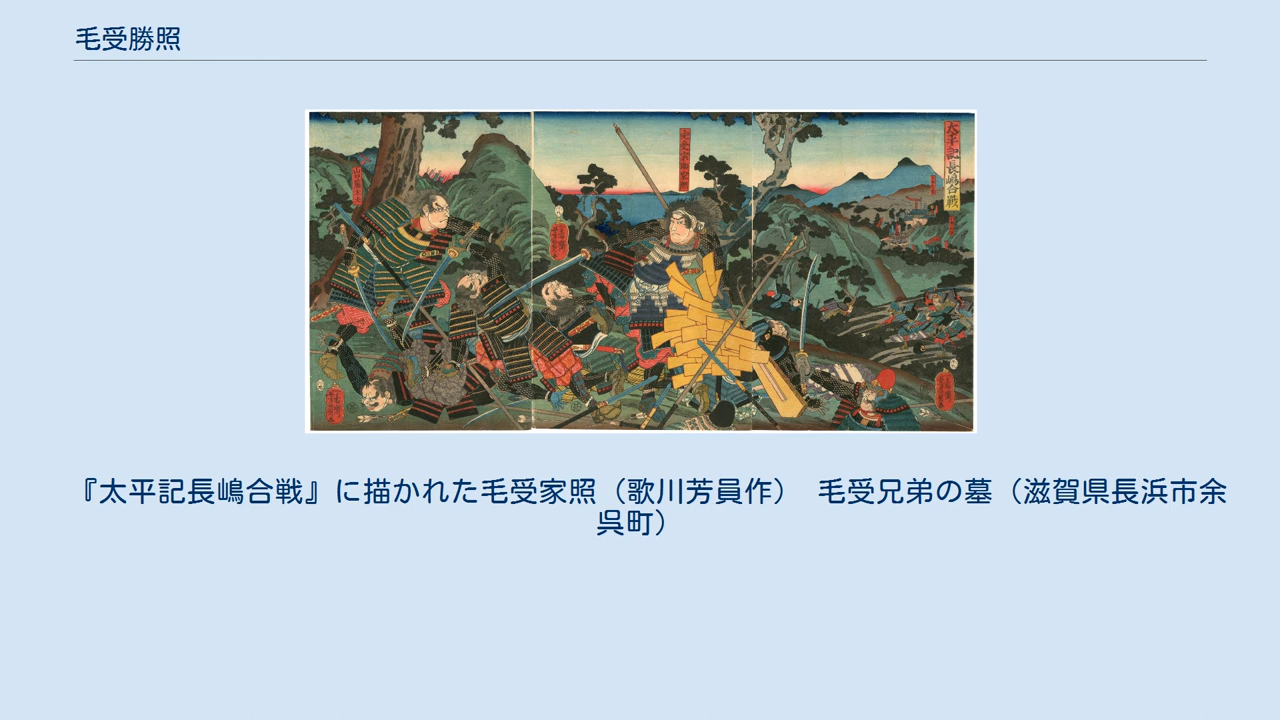 毛受勝照
太平記長嶋合戦
『太平記長嶋合戦』に描かれた毛受家照（歌川芳員作）　毛受兄弟の墓（滋賀県長浜市余
呉町）